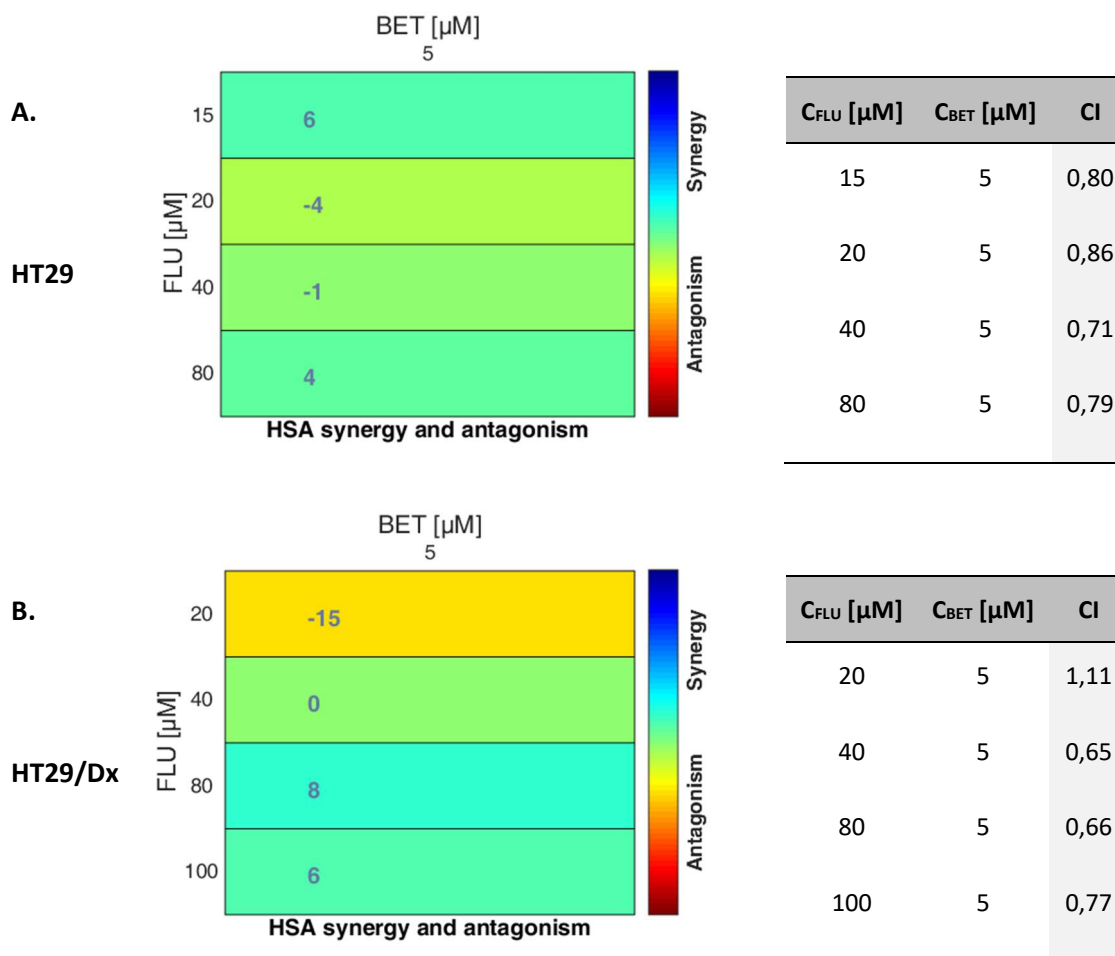 A.
HT29
BET [µM]
5
FLU [µM]
15
6
20
-4
40
-1
80
4
HSA synergy and antagonism
Synergy
Antagonism
CFLU [µM] CBET [µM] CI
15 5 0,80
20 5 0,86
40 5 0,71
80 5 0,79
B.
HT29/Dx
BET [µM]
5
FLU [µM]
20
-15
40
0
80
8
100
6
HSA synergy and antagonism
Synergy
Antagonism
CFLU [µM] CBET [µM] CI
20 5 1,11
40 5 0,65
80 5 0,66
100 5 0,77